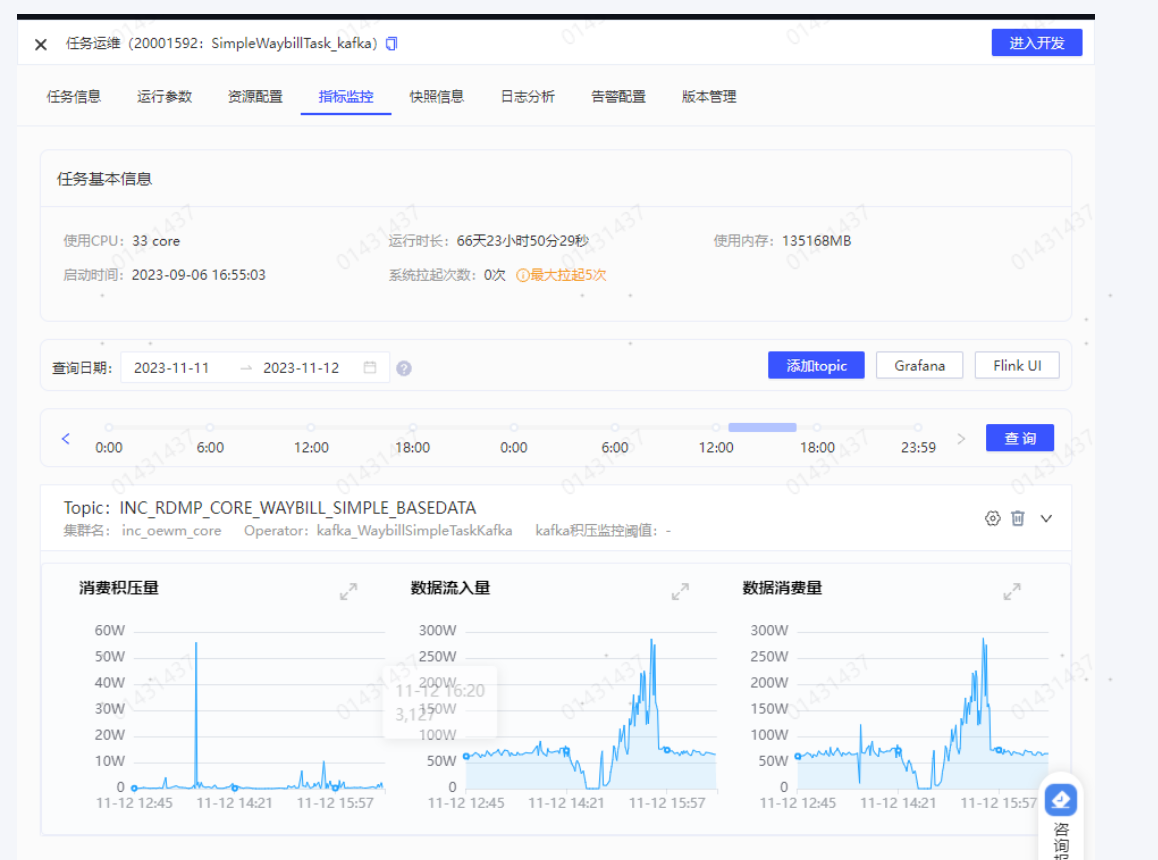 任务运维（20001592：SimpleWaybillTask_kafka）
进入开发
任务信息 运行参数 资源配置 指标监控 快照信息 日志分析 告警配置 版本管理
任务基本信息
使用CPU：33 core 运行时长：66天23小时50分29秒 使用内存：135168MB
启动时间：2023-09-06 16:55:03 系统拉起次数：0次 最大拉起5次
查询日期： 2023-11-11 → 2023-11-12 ? 添加topic Grafana Flink UI
0:00 6:00 12:00 18:00 0:00 6:00 12:00 18:00 23:59 查询
Topic：INC_RDMP_CORE_WAYBILL_SIMPLE_BASEDATA
集群名：inc_oewm_core Operator：kafka_WaybillSimpleTaskKafka kafka积压监控阈值：-
消费积压量
60W
50W
40W
30W
20W
10W
0
11-12 12:45 11-12 14:21 11-12 15:57
11-12 16:20
3,127
数据流入量
300W
250W
200W
150W
100W
50W
0
11-12 12:45 11-12 14:21 11-12 15:57
数据消费量
300W
250W
200W
150W
100W
50W
0
11-12 12:45 11-12 14:21 11-12 15:57
咨询
01431437